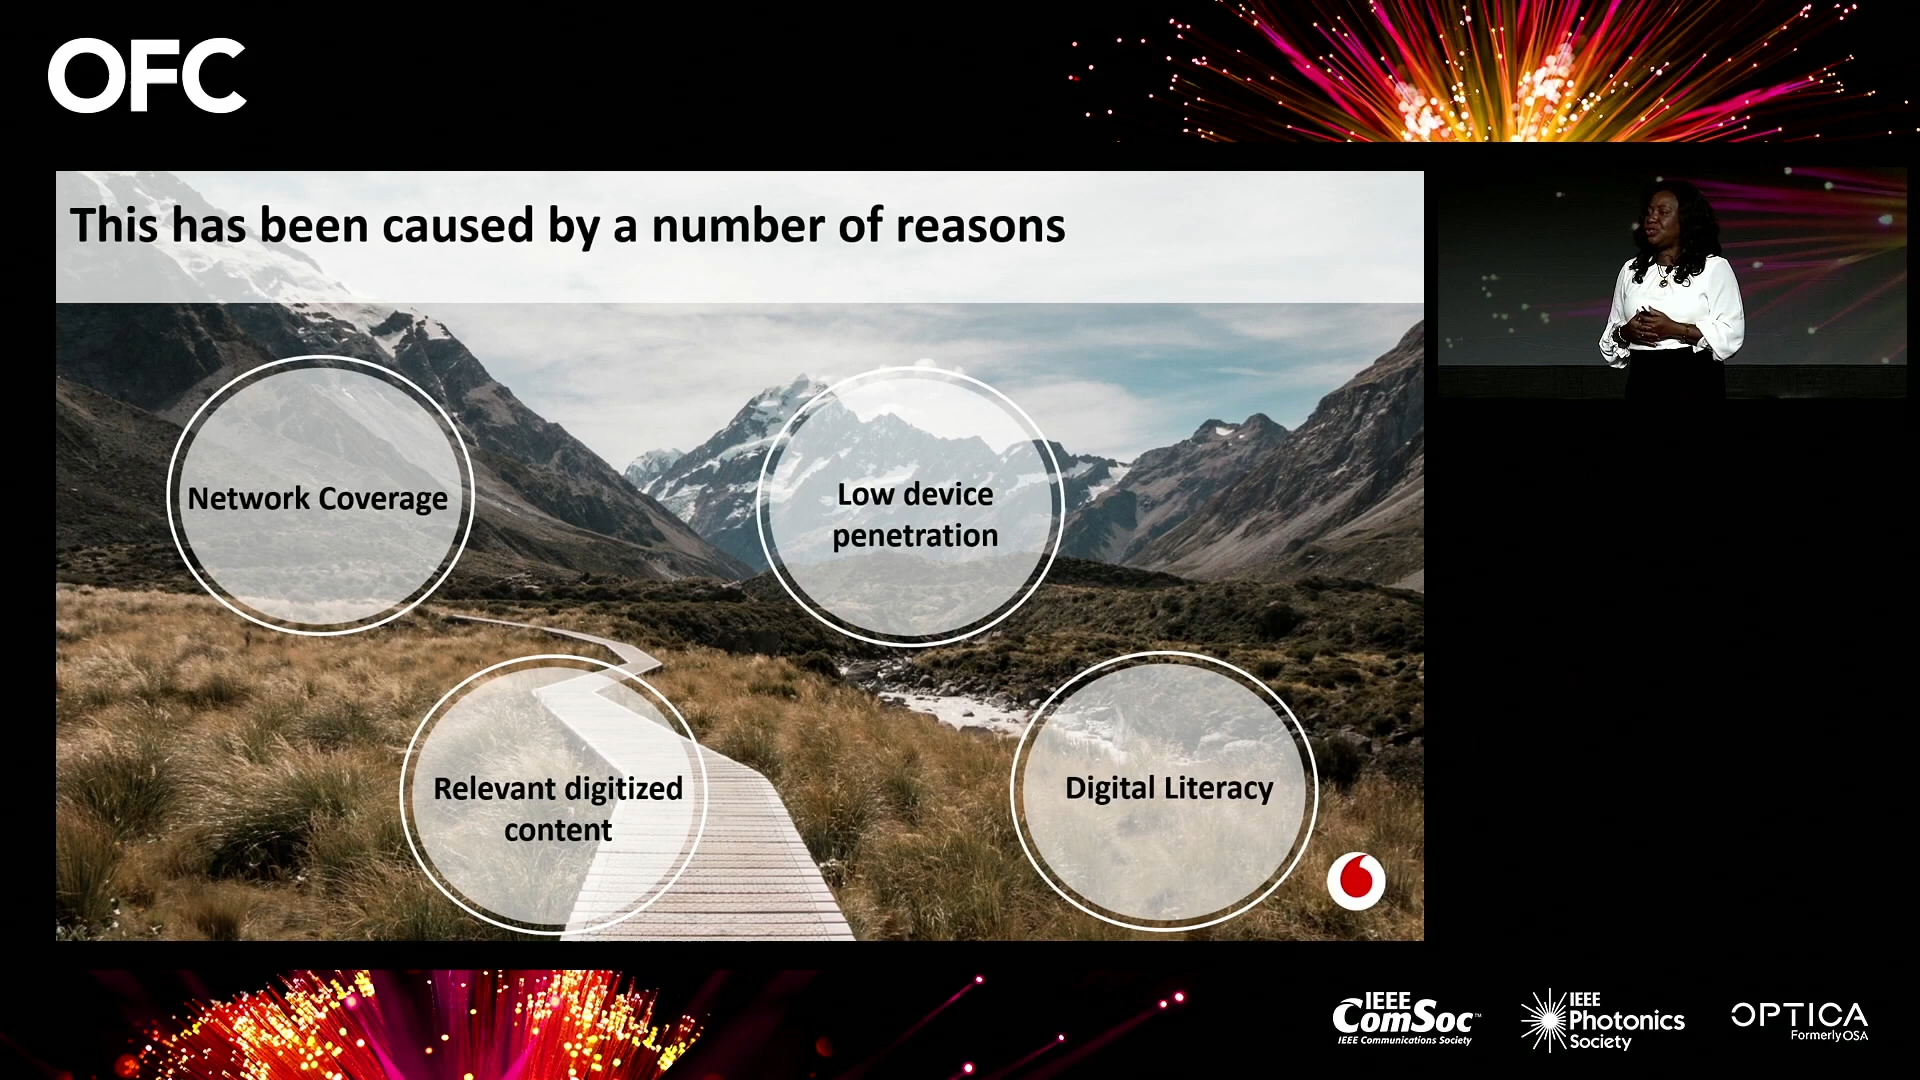 OFC
This has been caused by a number of reasons
Network Coverage
Low device
penetration
Relevant digitized
content
Digital Literacy
IEEE
ComSoc™
IEEE Communications Society
IEEE
Photonics
Society
OPTICA
Formerly OSA